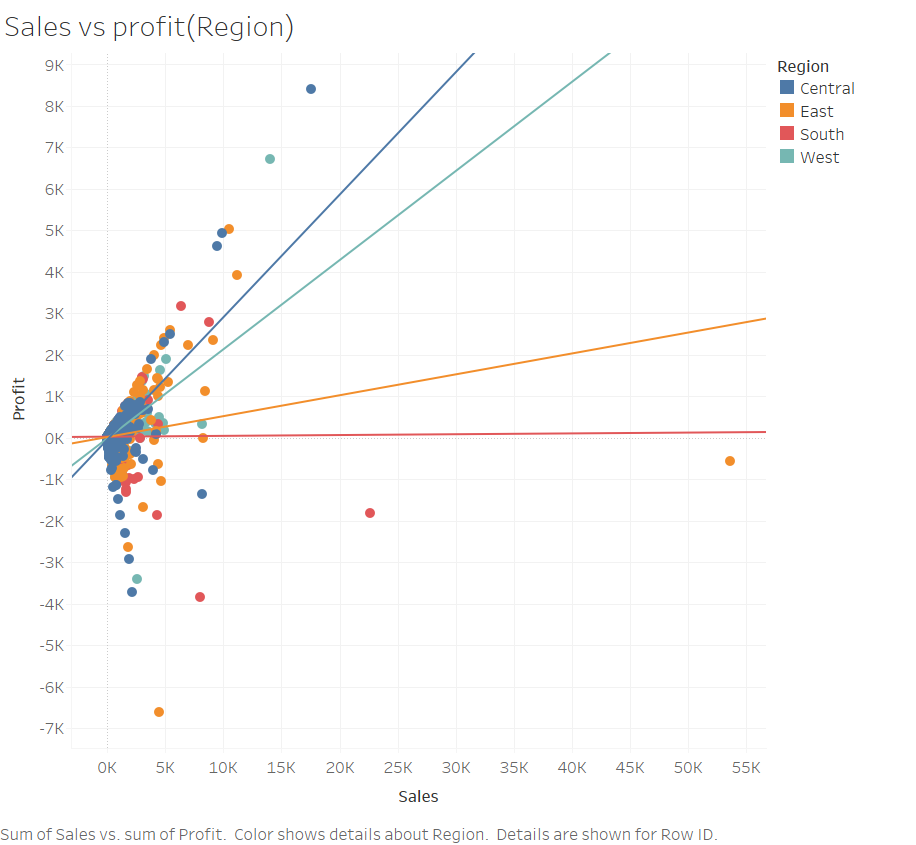 Sales vs profit(Region)
Region
Central
East
South
West
9K
8K
7K
6K
5K
4K
3K
2K
1K
0K
-1K
-2K
-3K
-4K
-5K
-6K
-7K
Profit
0K 5K 10K 15K 20K 25K 30K 35K 40K 45K 50K 55K
Sales
Sum of Sales vs. sum of Profit. Color shows details about Region. Details are shown for Row ID.